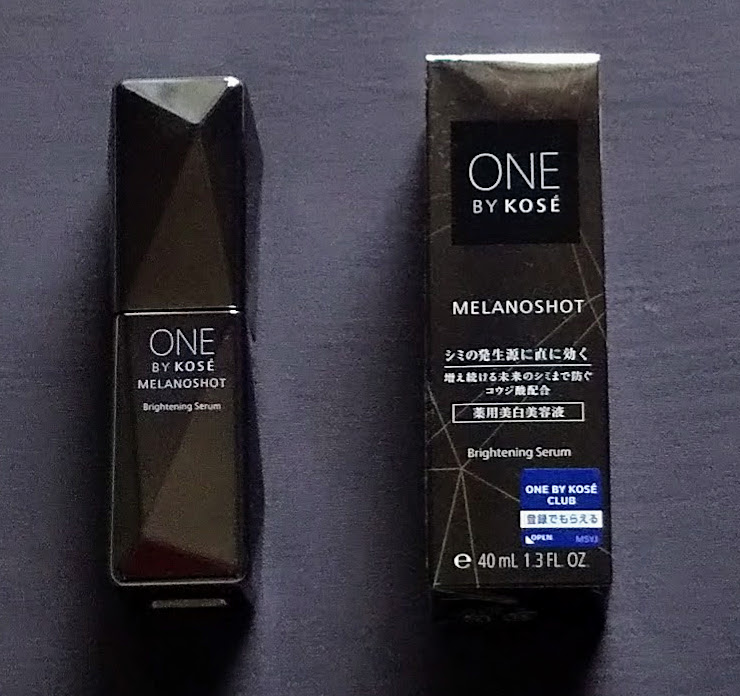 ONE
BY KOSÉ
MELANOSHOT
Brightening Serum
ONE
BY KOSÉ
MELANOSHOT
シミの発生源に直に効く
増え続ける未来のシミまで防ぐ
コウジ酸配合
薬用美白美容液
Brightening Serum
ONE BY KOSÉ
CLUB
登録でもらえる
OPEN MSYJ
℮ 40 mL 1.3 FL. OZ.